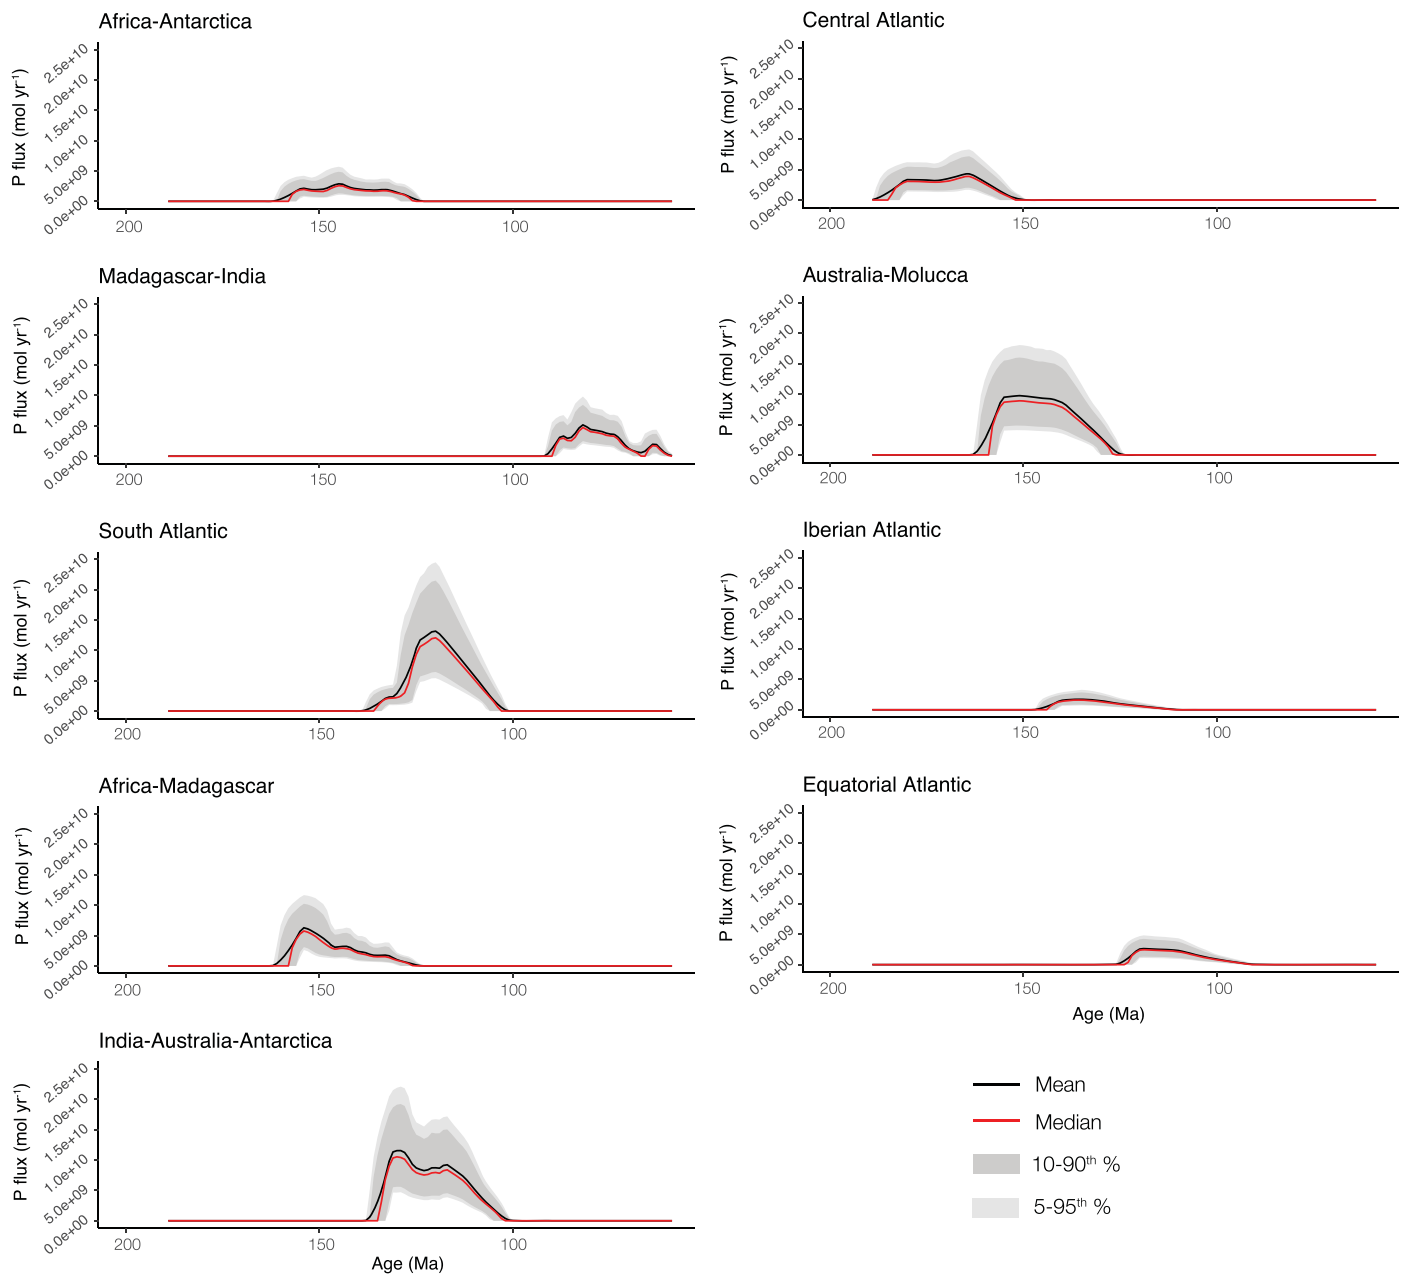 Africa-Antarctica
P flux (mol yr-1)
2.5e+10
2.0e+10
1.5e+10
1.0e+10
5.0e+09
0.0e+00
200
150
100
Central Atlantic
P flux (mol yr-1)
2.5e+10
2.0e+10
1.5e+10
1.0e+10
5.0e+09
0.0e+00
200
150
100
Madagascar-India
P flux (mol yr-1)
2.5e+10
2.0e+10
1.5e+10
1.0e+10
5.0e+09
0.0e+00
200
150
100
Australia-Molucca
P flux (mol yr-1)
2.5e+10
2.0e+10
1.5e+10
1.0e+10
5.0e+09
0.0e+00
200
150
100
South Atlantic
P flux (mol yr-1)
2.5e+10
2.0e+10
1.5e+10
1.0e+10
5.0e+09
0.0e+00
200
150
100
Iberian Atlantic
P flux (mol yr-1)
2.5e+10
2.0e+10
1.5e+10
1.0e+10
5.0e+09
0.0e+00
200
150
100
Africa-Madagascar
P flux (mol yr-1)
2.5e+10
2.0e+10
1.5e+10
1.0e+10
5.0e+09
0.0e+00
200
150
100
Equatorial Atlantic
P flux (mol yr-1)
2.5e+10
2.0e+10
1.5e+10
1.0e+10
5.0e+09
0.0e+00
200
150
100
Age (Ma)
India-Australia-Antarctica
P flux (mol yr-1)
2.5e+10
2.0e+10
1.5e+10
1.0e+10
5.0e+09
0.0e+00
200
150
100
Age (Ma)
Mean
Median
10-90th %
5-95th %